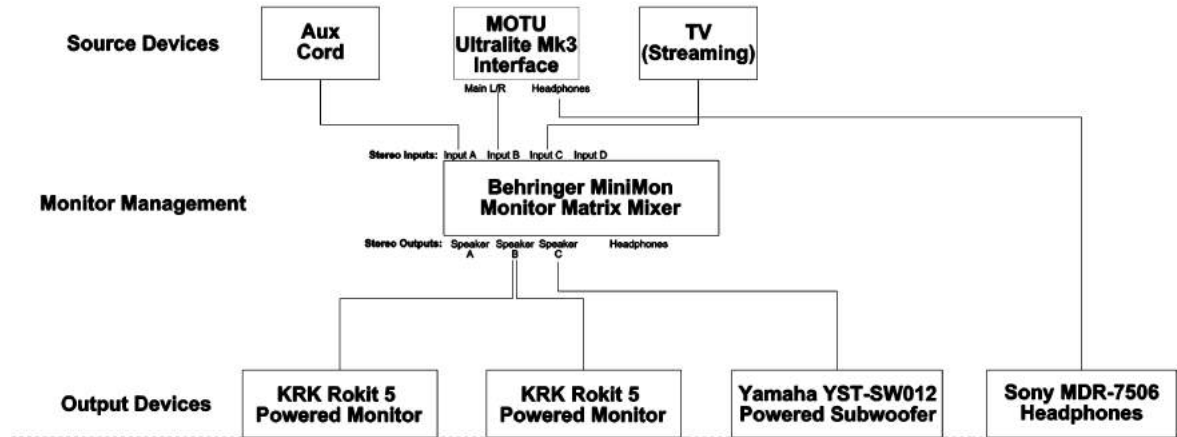 Source Devices
Aux
Cord
MOTU
Ultralite Mk3
Interface
TV
(Streaming)
Main L/R
Headphones
Stereo Inputs: Input A Input B Input C Input D
Monitor Management
Behringer MiniMon
Monitor Matrix Mixer
Stereo Outputs: Speaker A Speaker B Speaker C Headphones
Output Devices
KRK Rokit 5
Powered Monitor
KRK Rokit 5
Powered Monitor
Yamaha YST-SW012
Powered Subwoofer
Sony MDR-7506
Headphones